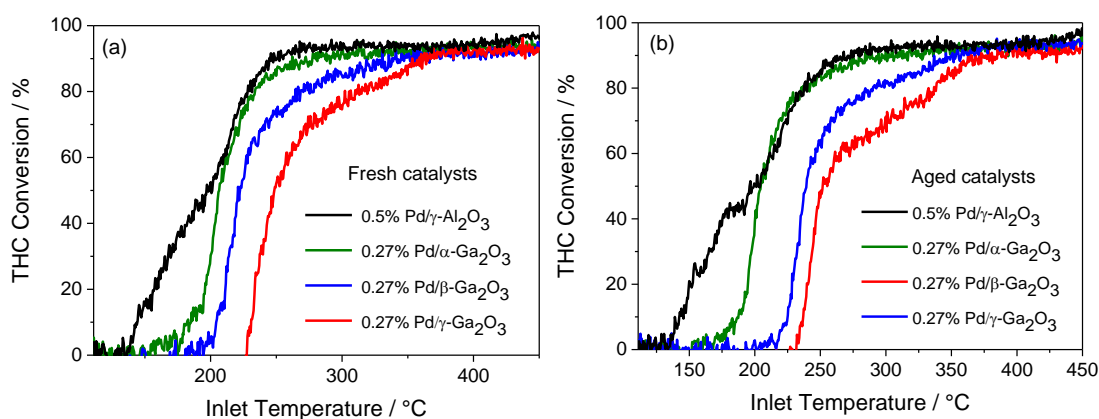 (a)
THC Conversion / %
100
80
60
40
20
0
Fresh catalysts
0.5% Pd/γ-Al₂O₃
0.27% Pd/α-Ga₂O₃
0.27% Pd/β-Ga₂O₃
0.27% Pd/γ-Ga₂O₃
200
300
400
Inlet Temperature / °C
(b)
THC Conversion / %
100
80
60
40
20
0
Aged catalysts
0.5% Pd/γ-Al₂O₃
0.27% Pd/α-Ga₂O₃
0.27% Pd/β-Ga₂O₃
0.27% Pd/γ-Ga₂O₃
150
200
250
300
350
400
450
Inlet Temperature / °C